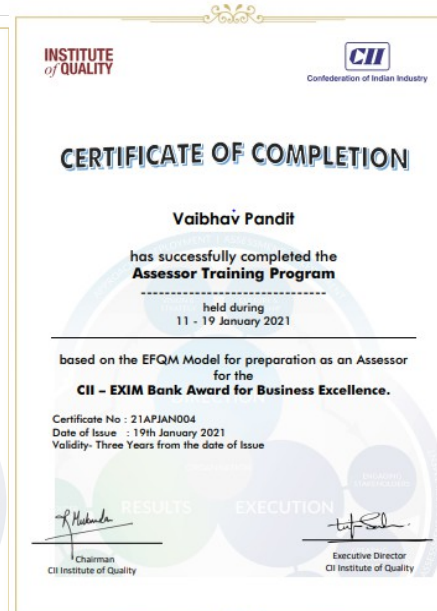 INSTITUTE
of QUALITY
CII
Confederation of Indian Industry
CERTIFICATE OF COMPLETION
Vaibhav Pandit
has successfully completed the
Assessor Training Program
------------------------------
held during
11 - 19 January 2021
based on the EFQM Model for preparation as an Assessor
for the
CII – EXIM Bank Award for Business Excellence.
Certificate No : 21APJAN004
Date of Issue : 19th January 2021
Validity- Three Years from the date of Issue
ENGAGING
STAKEHOLDERS
RESULTS EXECUTION
Chairman
CII Institute of Quality
Executive Director
CII Institute of Quality